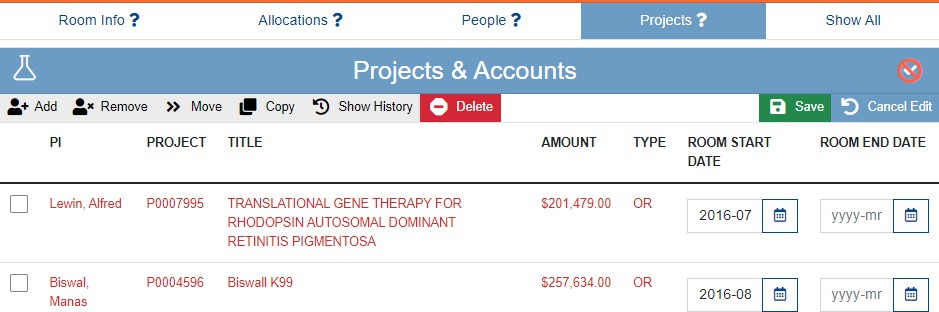 Room Info ? Allocations ? People ? Projects ? Show All
Projects & Accounts
Add Remove Move Copy Show History Delete Save Cancel Edit
PI PROJECT TITLE AMOUNT TYPE ROOM START ROOM END DATE
DATE
Lewin, Alfred P0007995 TRANSLATIONAL GENE THERAPY FOR $201,479.00 OR
RHODOPSIN AUTOSOMAL DOMINANT 2016-07 yyyy-mr
RETINITIS PIGMENTOSA
Biswal, P0004596 Biswall K99 $257,634.00 OR
Manas 2016-08 yyyy-mr